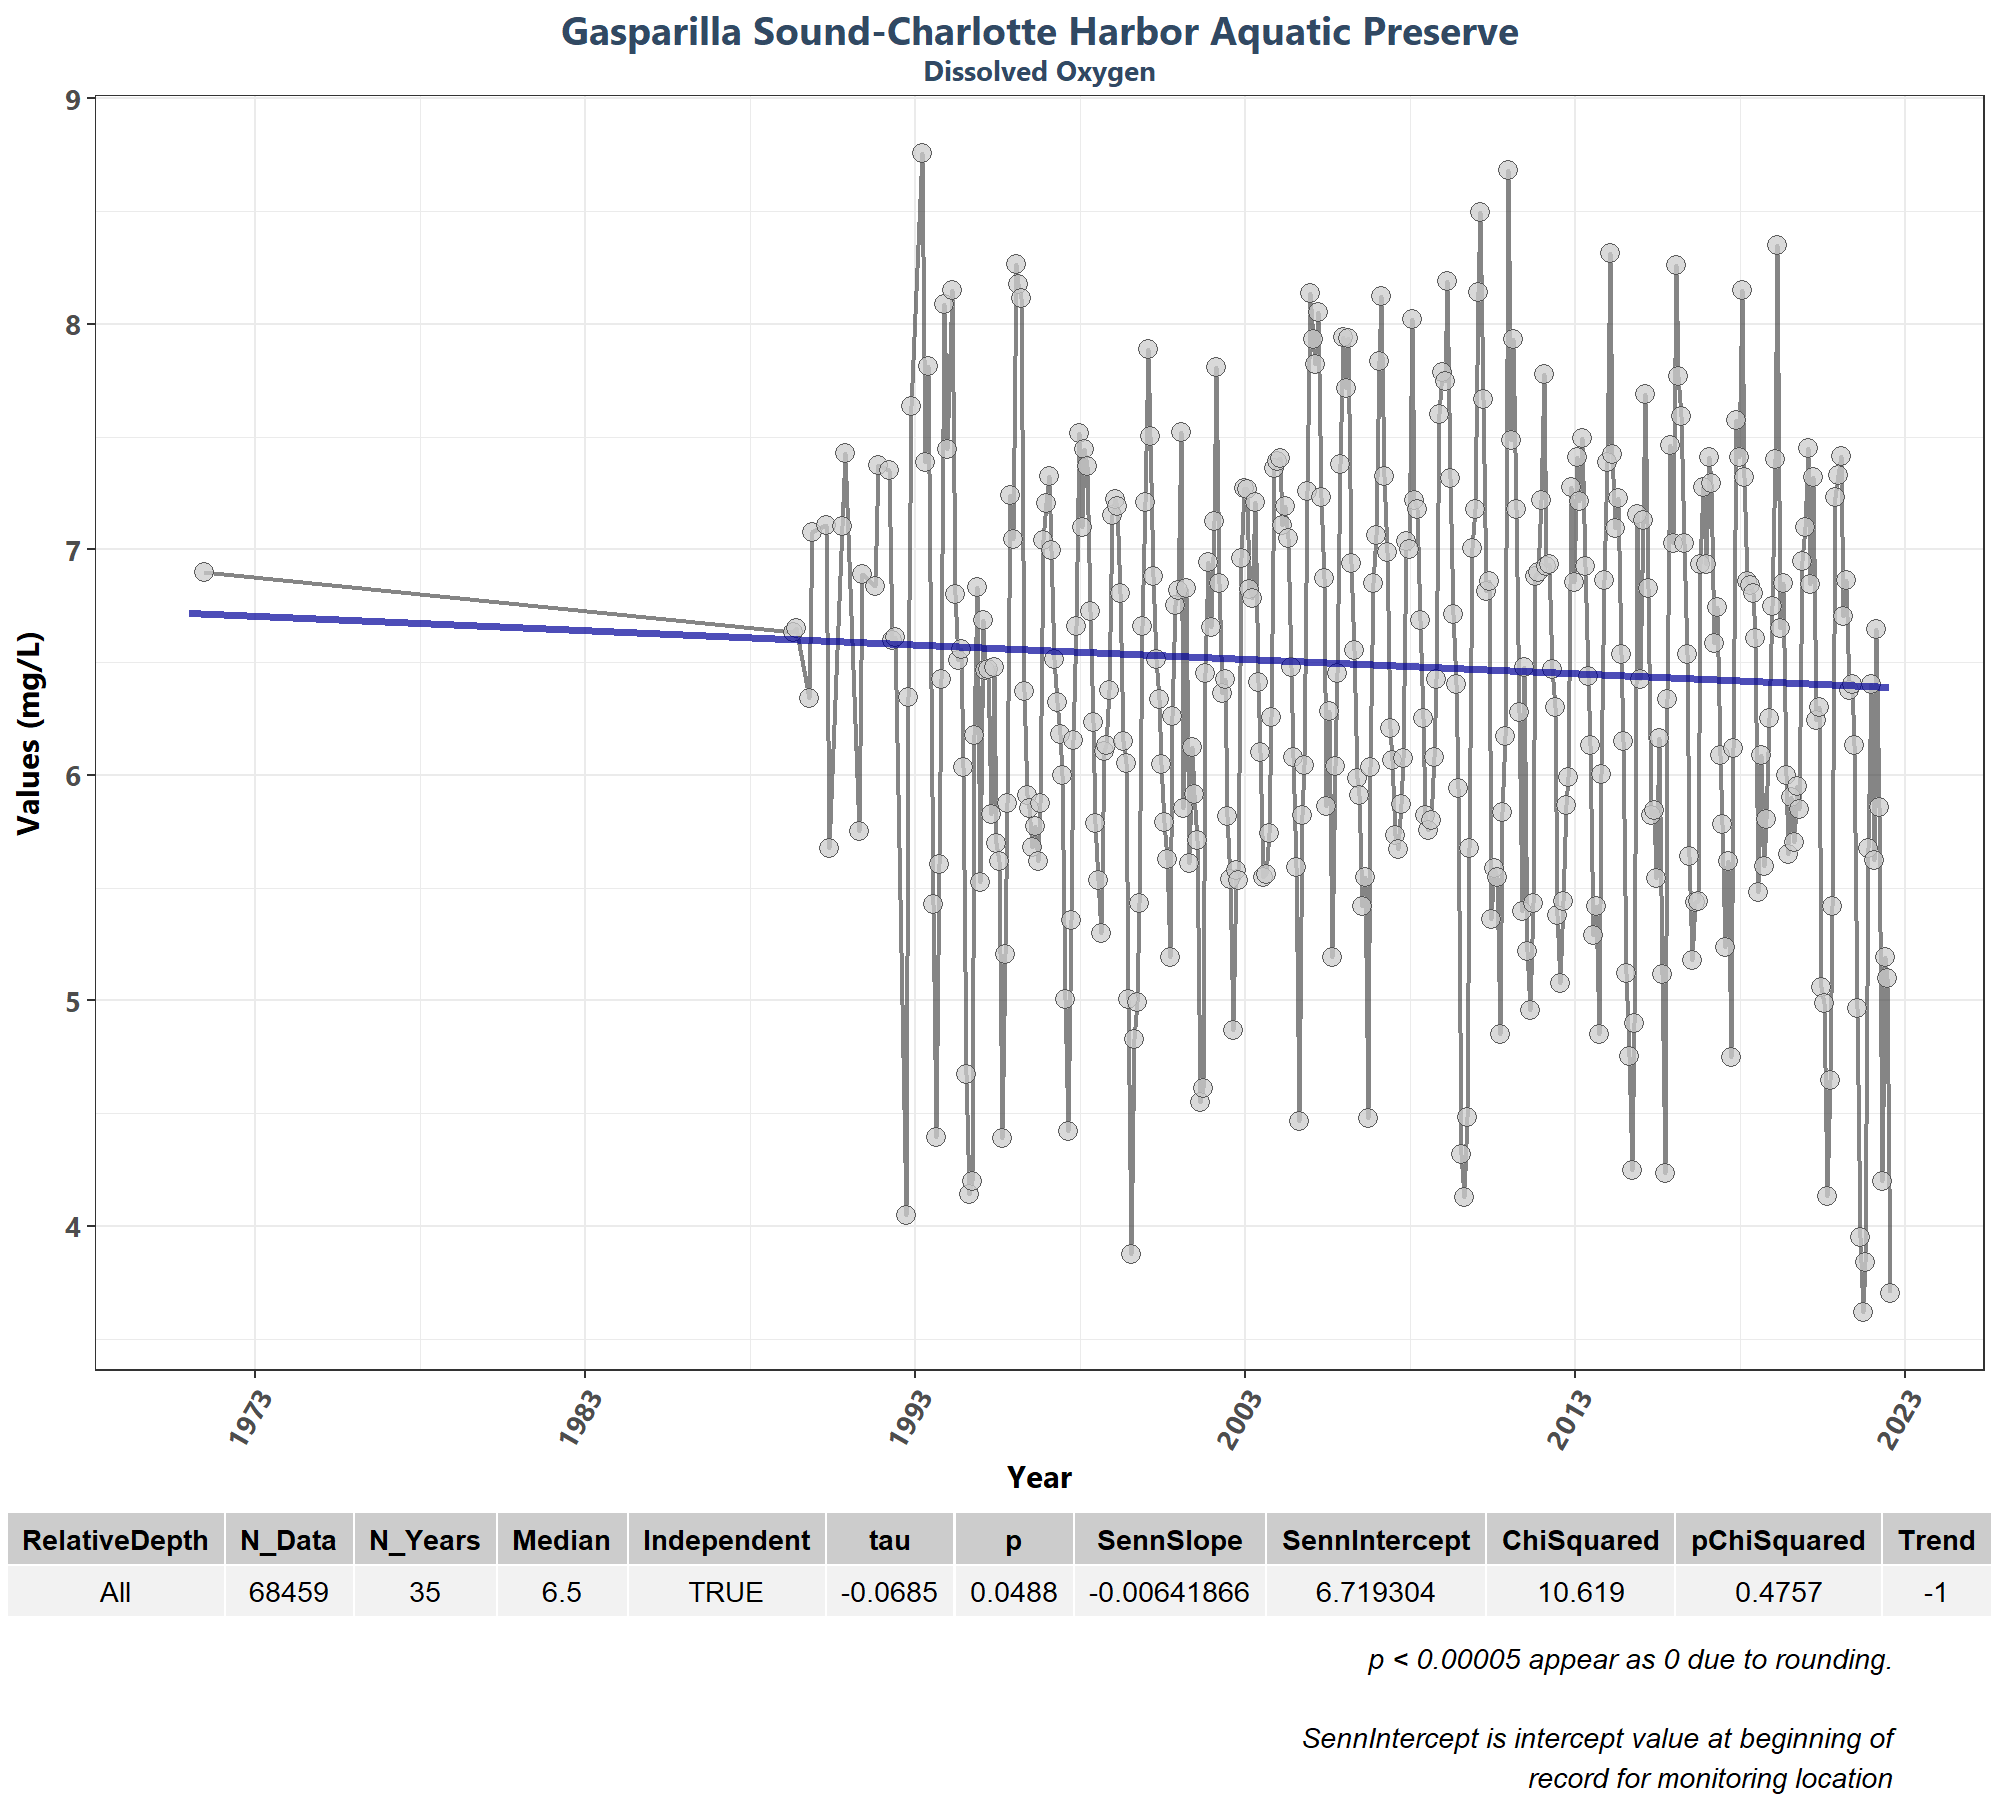 Gasparilla Sound-Charlotte Harbor Aquatic Preserve
Dissolved Oxygen
Values (mg/L)
9
8
7
6
5
4
1973
1983
1993
2003
2013
2023
Year
RelativeDepth N_Data N_Years Median Independent tau p SennSlope SennIntercept ChiSquared pChiSquared Trend
All 68459 35 6.5 TRUE -0.0685 0.0488 -0.00641866 6.719304 10.619 0.4757 -1
p < 0.00005 appear as 0 due to rounding.
SennIntercept is intercept value at beginning of
record for monitoring location